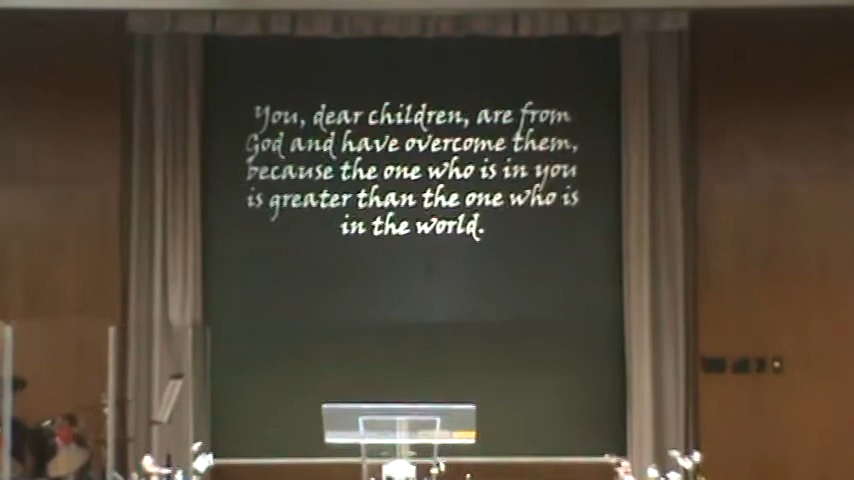 You, dear children, are from
God and have overcome them,
because the one who is in you
is greater than the one who is
in the world.